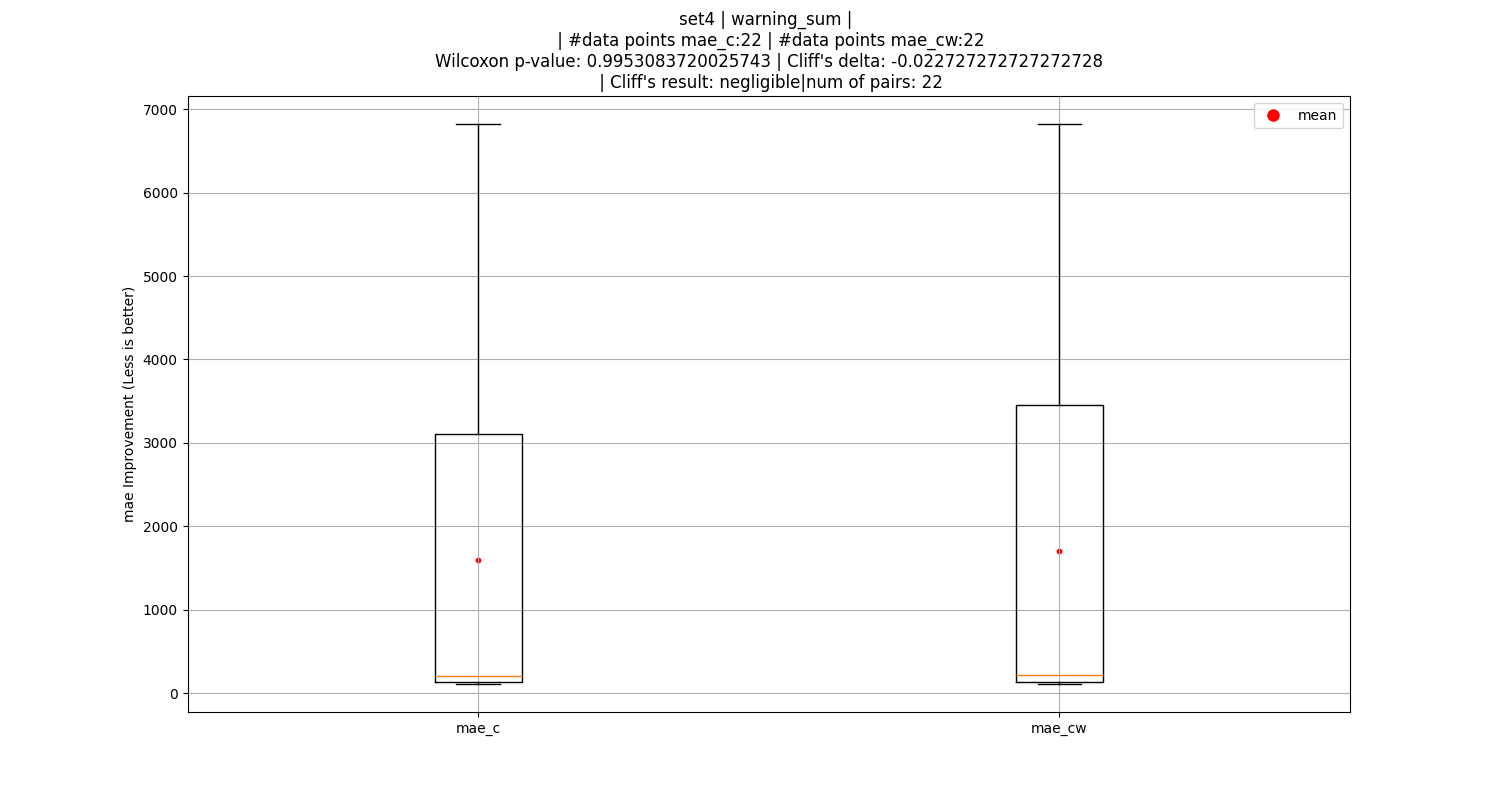 set4 | warning_sum |
| #data points mae_c:22 | #data points mae_cw:22
Wilcoxon p-value: 0.9953083720025743 | Cliff's delta: -0.022727272727272728
| Cliff's result: negligible|num of pairs: 22
mean
7000
6000
5000
4000
3000
2000
1000
0
mae Improvement (Less is better)
mae_c
mae_cw